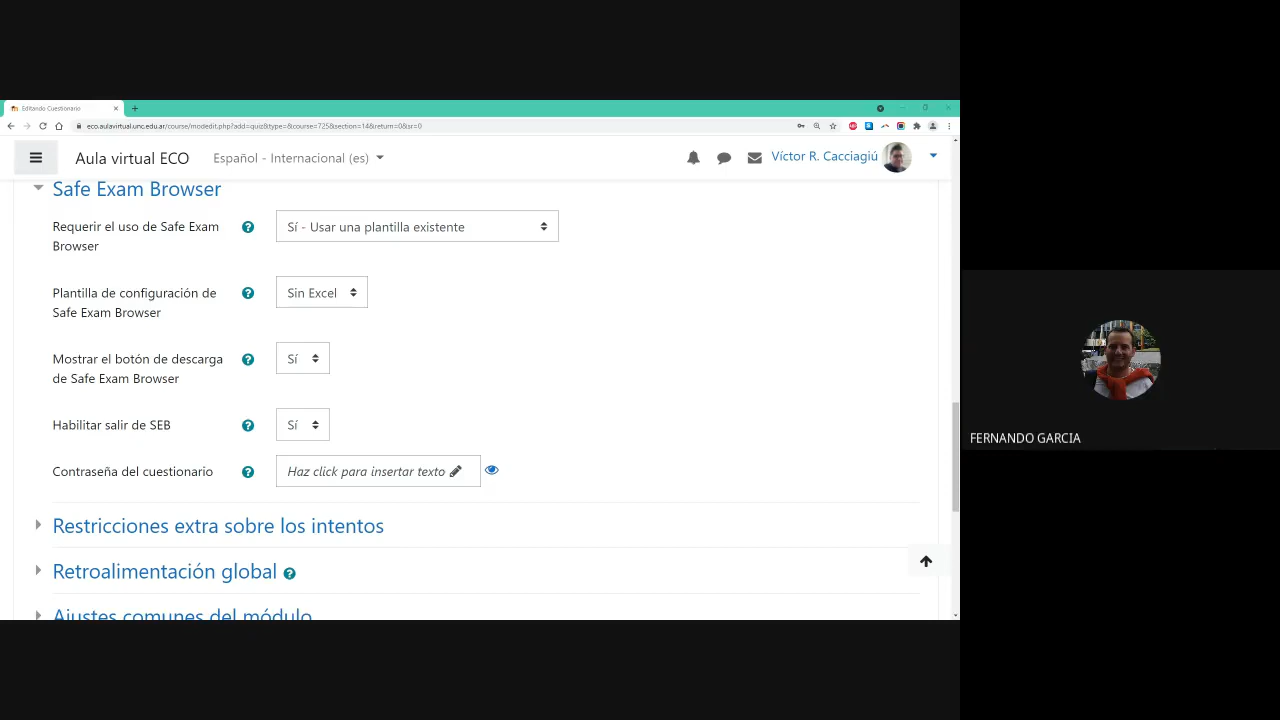 Editando Cuestionario
eco.aulavirtual.unc.edu.ar/course/modedit.php?add=quiz&type=&course=725&section=14&return=0&sr=0
Aula virtual ECO
Español - Internacional (es)
Víctor R. Cacciagiú
Safe Exam Browser
Requerir el uso de Safe Exam
Browser
Sí - Usar una plantilla existente
Plantilla de configuración de
Safe Exam Browser
Sin Excel
Mostrar el botón de descarga
de Safe Exam Browser
Sí
Habilitar salir de SEB
Sí
Contraseña del cuestionario
Haz click para insertar texto
Restricciones extra sobre los intentos
Retroalimentación global
Ajustes comunes del módulo
FERNANDO GARCIA